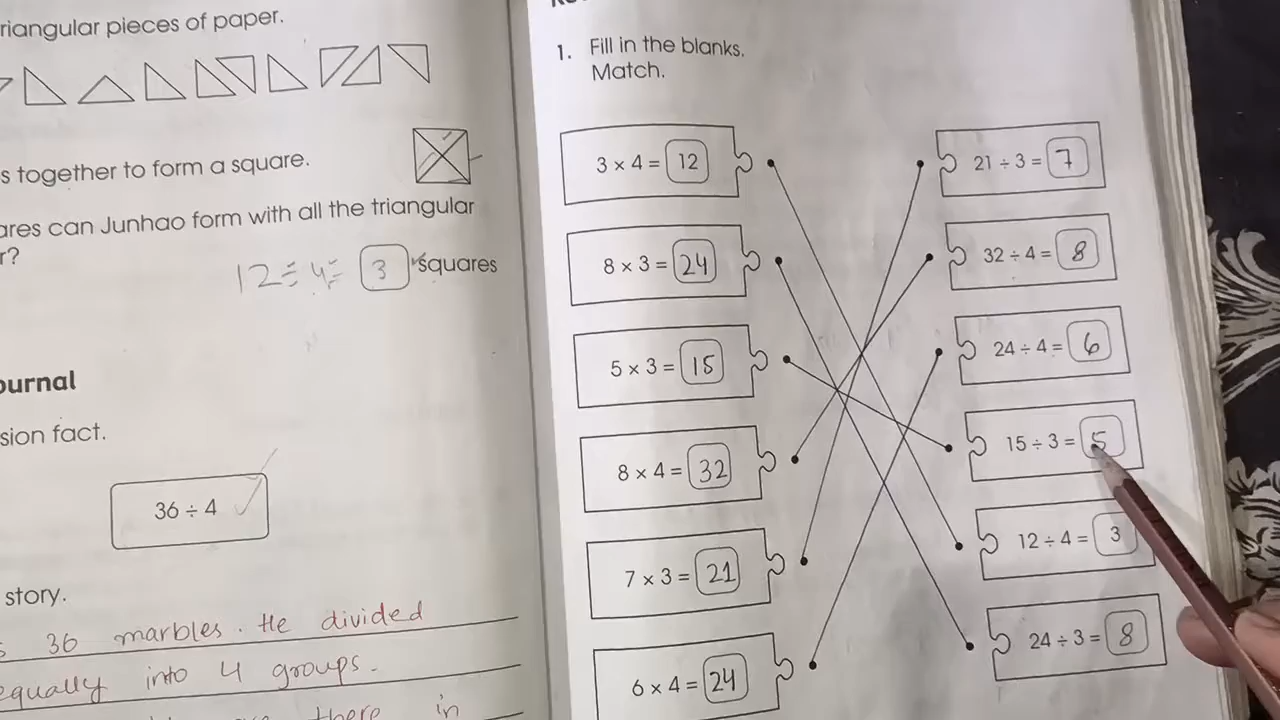 riangular pieces of paper.
s together to form a square.
ares can Junhao form with all the triangular
r?
12 ÷ 4 = 3 squares
ournal
sion fact.
36 ÷ 4
story.
36 marbles. He divided
equally into 4 groups.
there in
1. Fill in the blanks.
Match.
3 × 4 = 12
21 ÷ 3 = 7
8 × 3 = 24
32 ÷ 4 = 8
5 × 3 = 15
24 ÷ 4 = 6
8 × 4 = 32
15 ÷ 3 = 5
7 × 3 = 21
12 ÷ 4 = 3
6 × 4 = 24
24 ÷ 3 = 8